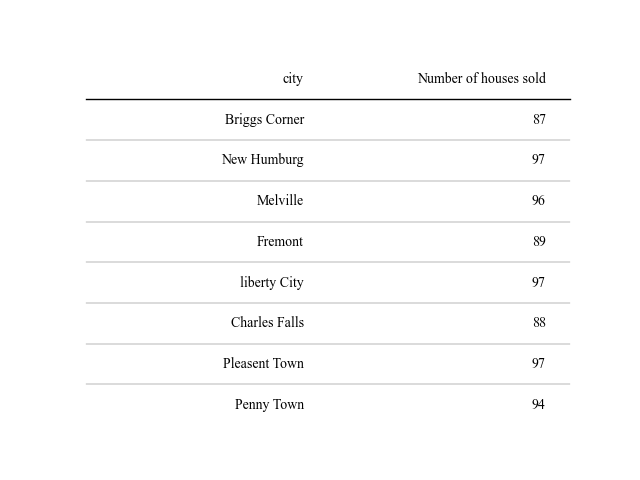 city Number of houses sold
Briggs Corner 87
New Humburg 97
Melville 96
Fremont 89
liberty City 97
Charles Falls 88
Pleasent Town 97
Penny Town 94